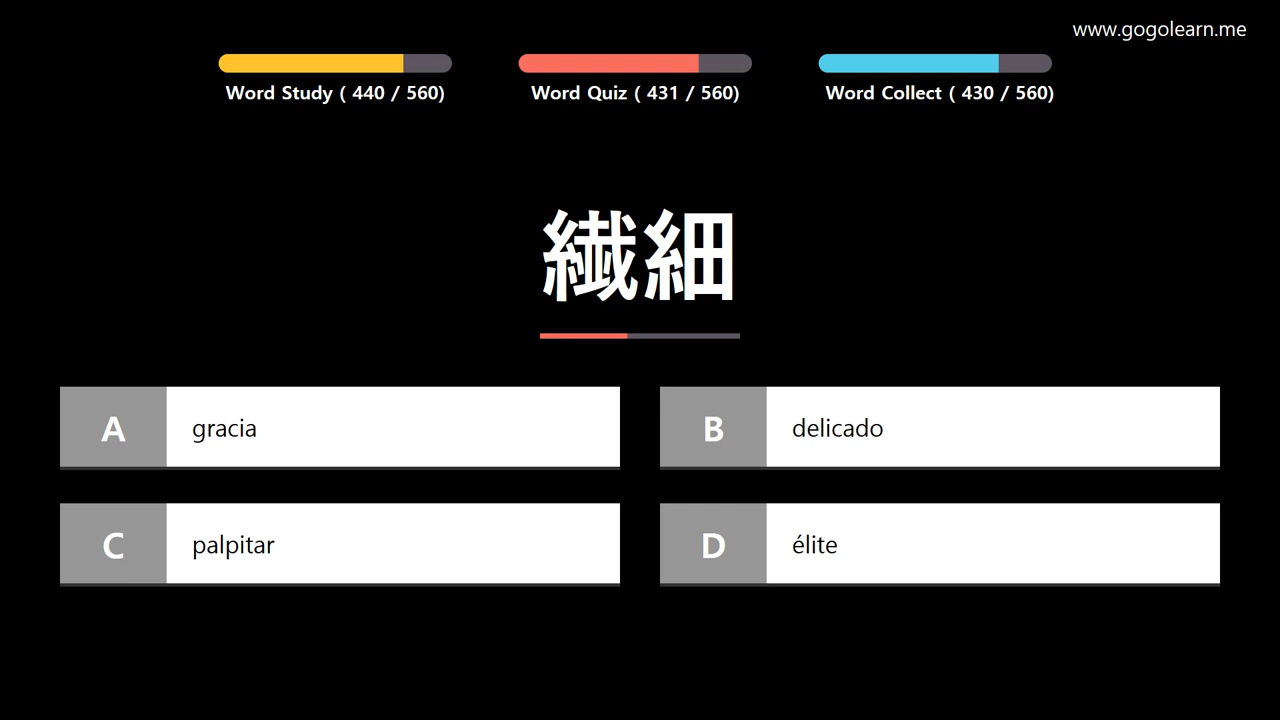 www.gogolearn.me
Word Study ( 440 / 560)
Word Quiz ( 431 / 560)
Word Collect ( 430 / 560)
繊細
A gracia
B delicado
C palpitar
D élite